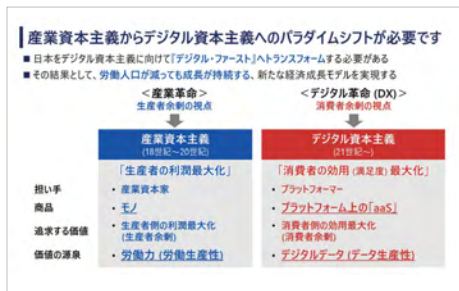 産業資本主義からデジタル資本主義へのパラダイムシフトが必要です
■ 日本をデジタル資本主義に向けて『デジタル・ファースト』へトランスフォームする必要がある
■ その結果として、労働人口が減っても成長が持続する、新たな経済成長モデルを実現する
＜産業革命＞
生産者余剰の視点
＜デジタル革命 (DX)＞
消費者余剰の視点
産業資本主義
(18世紀～20世紀)
デジタル資本主義
(21世紀～)
「生産者の利潤最大化」
「消費者の効用 (満足度) 最大化」
担い手
・産業資本家
・プラットフォーマー
商品
・モノ
・プラットフォーム上の「aaS」
追求する価値
・生産者側の利潤最大化
(生産者余剰)
・消費者側の効用最大化
(消費者余剰)
価値の源泉
・労働力 (労働生産性)
・デジタルデータ (データ生産性)